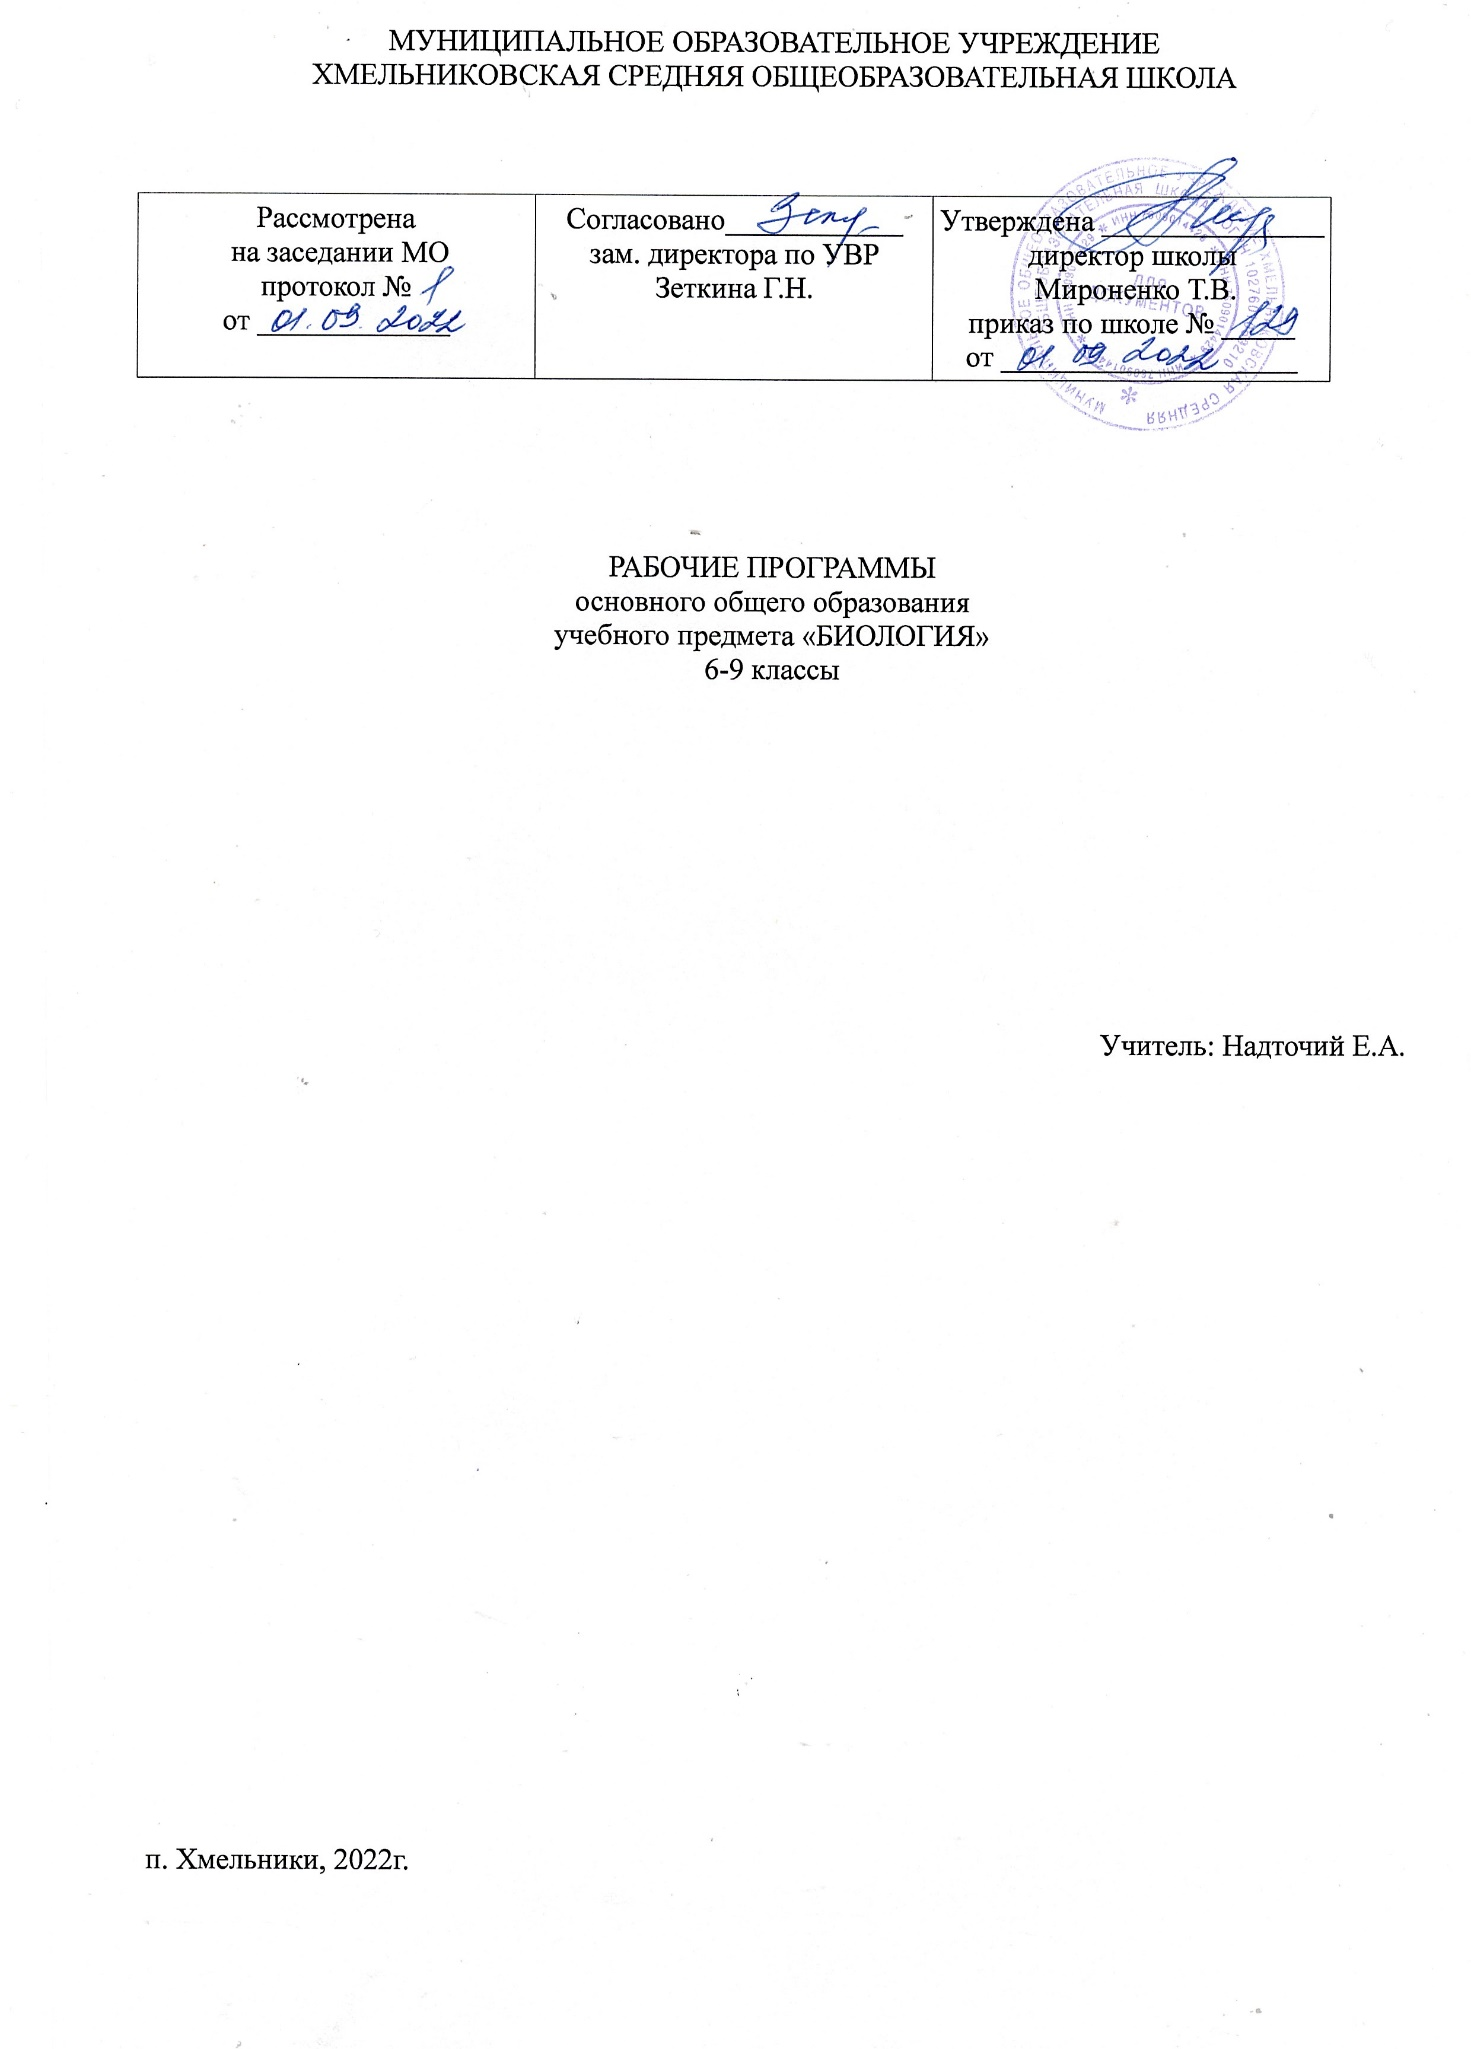 МУНИЦИПАЛЬНОЕ ОБРАЗОВАТЕЛЬНОЕ УЧРЕЖДЕНИЕ
ХМЕЛЬНИКОВСКАЯ СРЕДНЯЯ ОБЩЕОБРАЗОВАТЕЛЬНАЯ ШКОЛА
Рассмотрена
на заседании МО
протокол № 1
от 01.09.2022
Согласовано
зам. директора по УВР
Зеткина Г.Н.
Утверждена
директор школы
Мироненко Т.В.
приказ по школе № 129
от 01 09 2022
ДЛЯ
ДОКУМЕНТОВ
РАБОЧИЕ ПРОГРАММЫ
основного общего образования
учебного предмета «БИОЛОГИЯ»
6-9 классы
Учитель: Надточий Е.А.
п. Хмельники, 2022г.